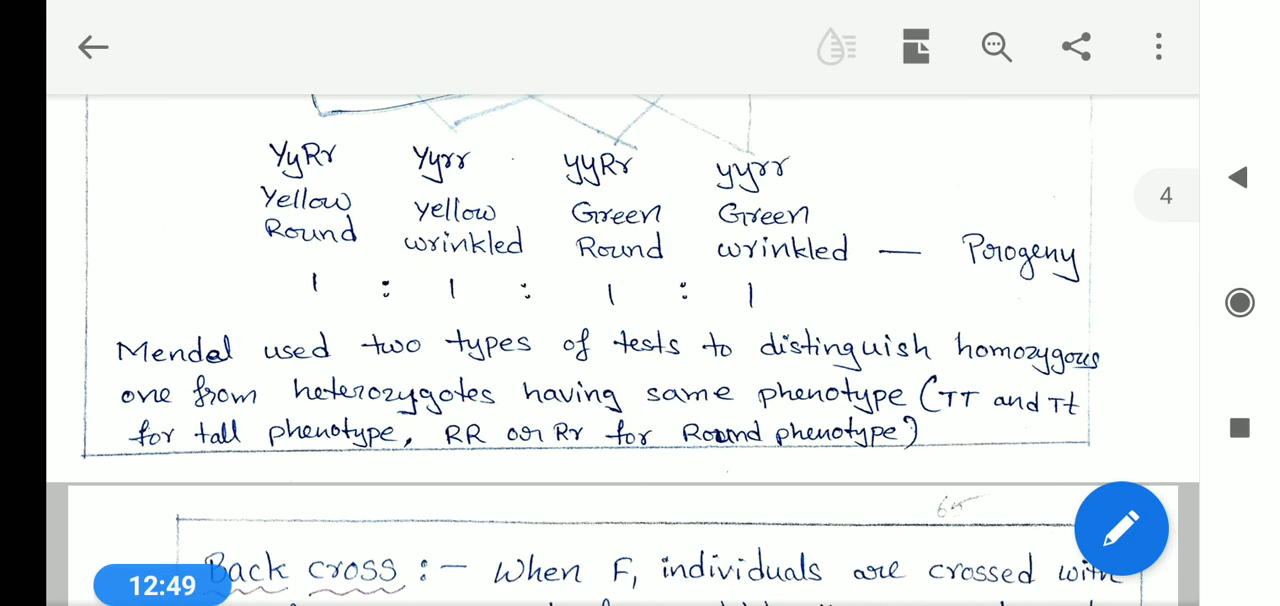 4
YyRr Yyrr yyRr yyrr
Yellow yellow Green Green
Round wrinkled Round wrinkled — Progeny
1 : 1 : 1 : 1
Mendel used two types of tests to distinguish homozygous
one from heterozygotes having same phenotype (TT and Tt
for tall phenotype, RR or Rr for Round phenotype)
65
Back cross :- When F1 individuals are crossed with
12:49